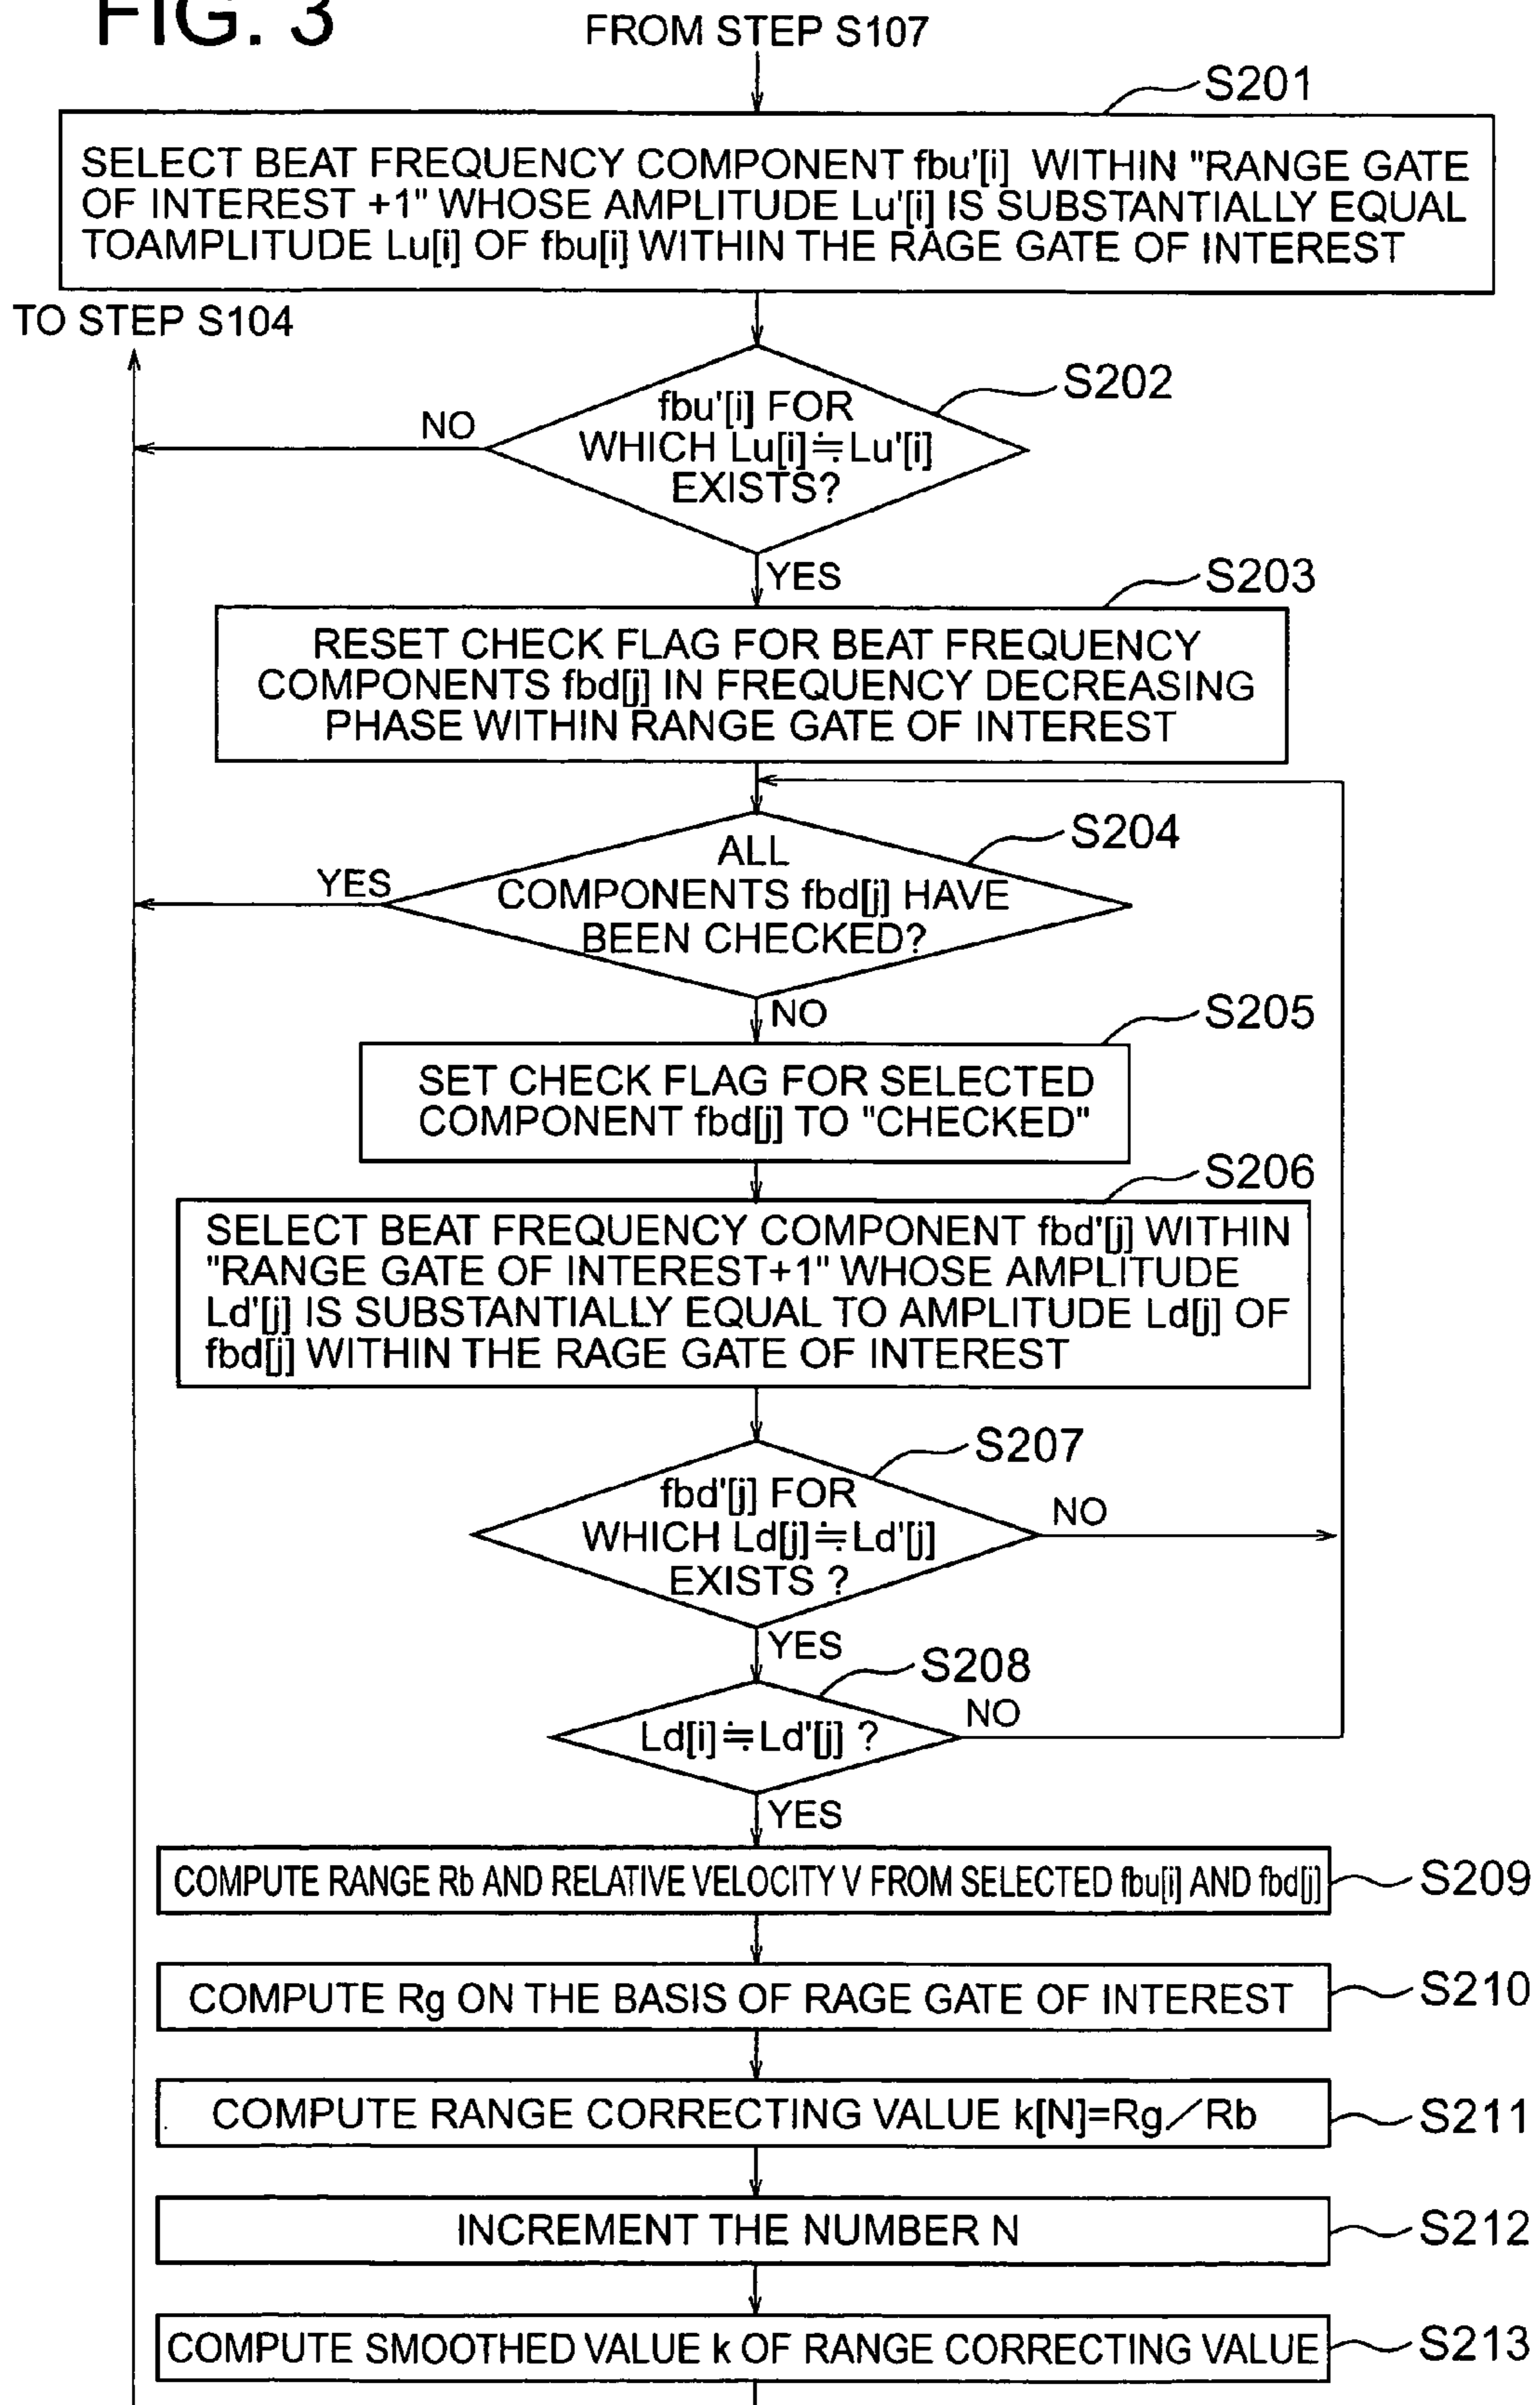 FIG. 3
FROM STEP S107
S201
SELECT BEAT FREQUENCY COMPONENT fbu'[i] WITHIN "RANGE GATE
OF INTEREST +1" WHOSE AMPLITUDE Lu'[i] IS SUBSTANTIALLY EQUAL
TOAMPLITUDE Lu[i] OF fbu[i] WITHIN THE RAGE GATE OF INTEREST
TO STEP S104
S202
fbu'[i] FOR
WHICH Lu[i]≒Lu'[i]
EXISTS?
NO
YES
S203
RESET CHECK FLAG FOR BEAT FREQUENCY
COMPONENTS fbd[j] IN FREQUENCY DECREASING
PHASE WITHIN RANGE GATE OF INTEREST
S204
ALL
COMPONENTS fbd[j] HAVE
BEEN CHECKED?
YES
NO
S205
SET CHECK FLAG FOR SELECTED
COMPONENT fbd[j] TO "CHECKED"
S206
SELECT BEAT FREQUENCY COMPONENT fbd'[j] WITHIN
"RANGE GATE OF INTEREST+1" WHOSE AMPLITUDE
Ld'[j] IS SUBSTANTIALLY EQUAL TO AMPLITUDE Ld[j] OF
fbd[j] WITHIN THE RAGE GATE OF INTEREST
S207
fbd'[j] FOR
WHICH Ld[j]≒Ld'[j]
EXISTS ?
NO
YES
S208
Ld[i]≒Ld'[j] ?
NO
YES
COMPUTE RANGE Rb AND RELATIVE VELOCITY V FROM SELECTED fbu[i] AND fbd[j]
S209
COMPUTE Rg ON THE BASIS OF RAGE GATE OF INTEREST
S210
COMPUTE RANGE CORRECTING VALUE k[N]=Rg/Rb
S211
INCREMENT THE NUMBER N
S212
COMPUTE SMOOTHED VALUE k OF RANGE CORRECTING VALUE
S213